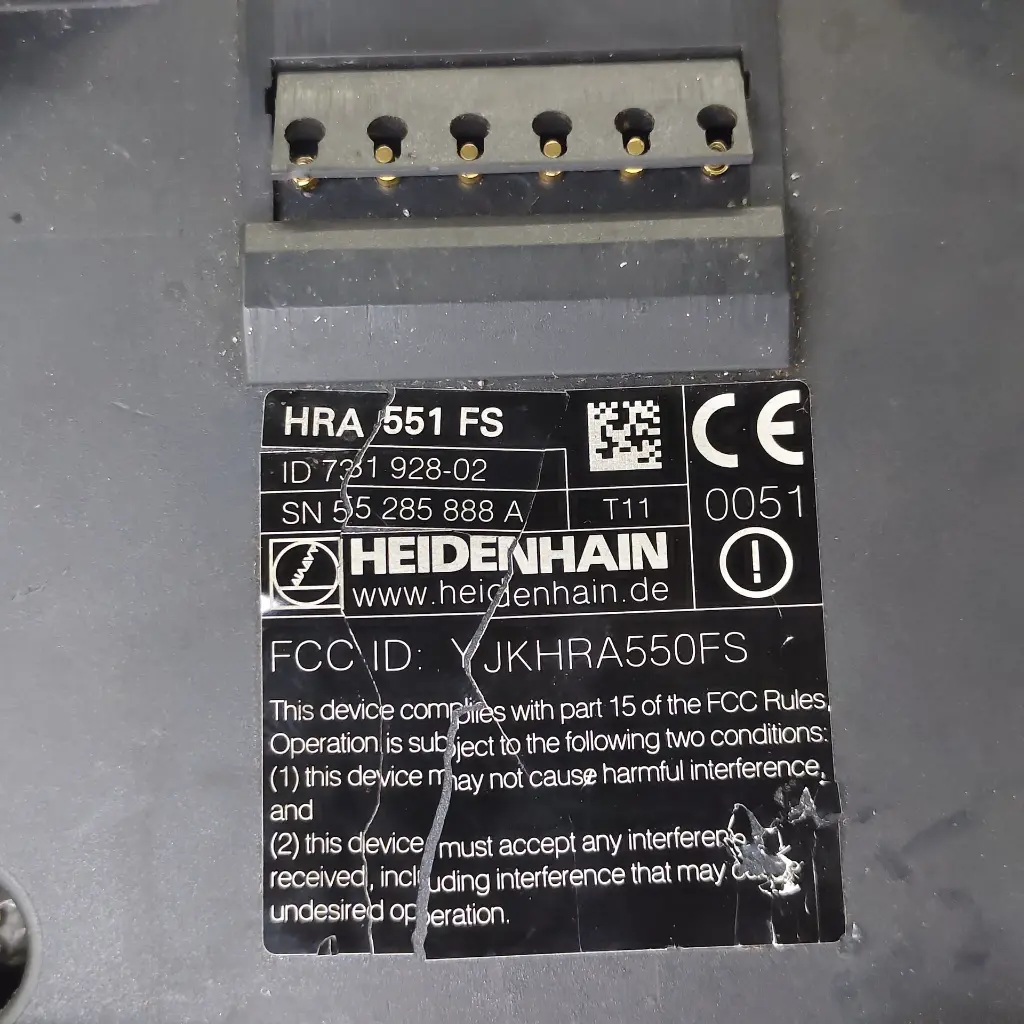 HRA 551 FS
ID 731 928-02
SN 55 285 888 A
T11
CE
0051
HEIDENHAIN
www.heidenhain.de
FCC ID: YJKHRA550FS
This device complies with part 15 of the FCC Rules.
Operation is subject to the following two conditions:
(1) this device may not cause harmful interference,
and
(2) this device must accept any interference
received, including interference that may
undesired operation.